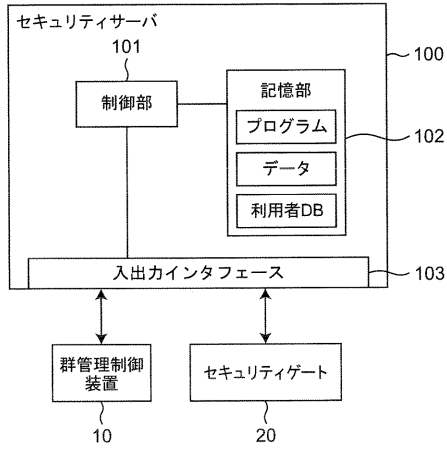 セキュリティサーバ
101
100
制御部
記憶部
プログラム
102
データ
利用者DB
入出力インタフェース
103
群管理制御
装置
セキュリティゲート
10
20